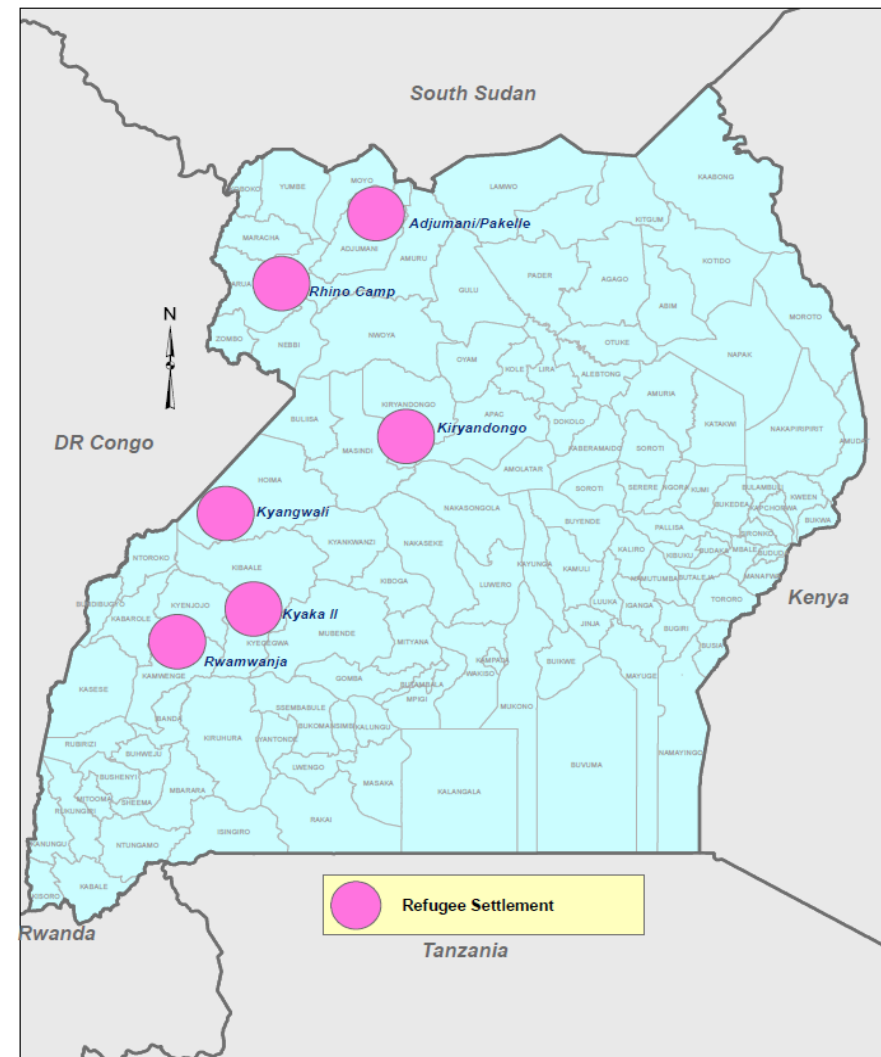 South Sudan
KAABONG
YUMBE
MOYO
LAMWO
KITGUM
Adjumani/Pakelle
MARACHA
ADJUMANI
AMURU
KOTIDO
PADER
AGAGO
ARUA
Rhino Camp
GULU
ABIM
MOROTO
N
NWOYA
ZOMBO
NEBBI
OTUKE
NAPAK
OYAM
KOLE
LIRA
ALEBTONG
KIRYANDONGO
AMURIA
BULIISA
APAC
KATAKWI
NAKAPIRIPIRIT
Kiryandongo
DOKOLO
DR Congo
MASINDI
KABERAMAIDO
SOROTI
AMOLATAR
HOIMA
SOROTI
SERERE
NGORA
KUMI
BUKEDEA
KWEEN
KAPCHORWA
BUKWA
Kyangwali
NAKASONGOLA
BUYENDE
PALLISA
SIRONKO
KYANKWANZI
NAKASEKE
KALIRO
KIBUKU
BUDAKA
MBALE
NTOROKO
KIBAALE
KAYUNGA
KAMULI
KIBOGA
LUWERO
NAMUTUMBA
BUTALEJA
BUNDIBUGYO
KYENJOJO
LUUKA
IGANGA
TORORO
KABAROLE
Kyaka II
JINJA
BUGIRI
Kenya
KYEGEGWA
MUBENDE
MITYANA
BUSIA
Rwamwanja
KAMPALA
WAKISO
BUIKWE
KAMWENGE
GOMBA
BUTAMBALA
MAYUGE
KASESE
MPIGI
MUKONO
SSEMBABULE
KALUNGU
RUBIRIZI
KIRUHURA
LYANTONDE
BUHWEJU
BUVUMA
NAMAYINGO
LWENGO
BUSHENYI
MASAKA
MITOOMA
SHEEMA
MBARARA
KALANGALA
RUKUNGIRI
RAKAI
ISINGIRO
KANUNGU
NTUNGAMO
KABALE
KISORO
Refugee Settlement
Rwanda
Tanzania